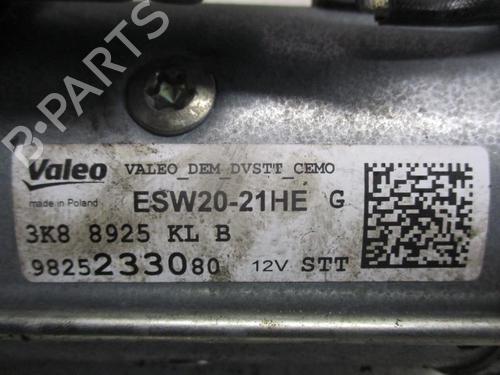 B-PARTS
Valeo VALEO_DEM_DVSTT_CEMO
made in Poland ESW20-21HE G
3K8 8925 KL B
9825233080 12V STT